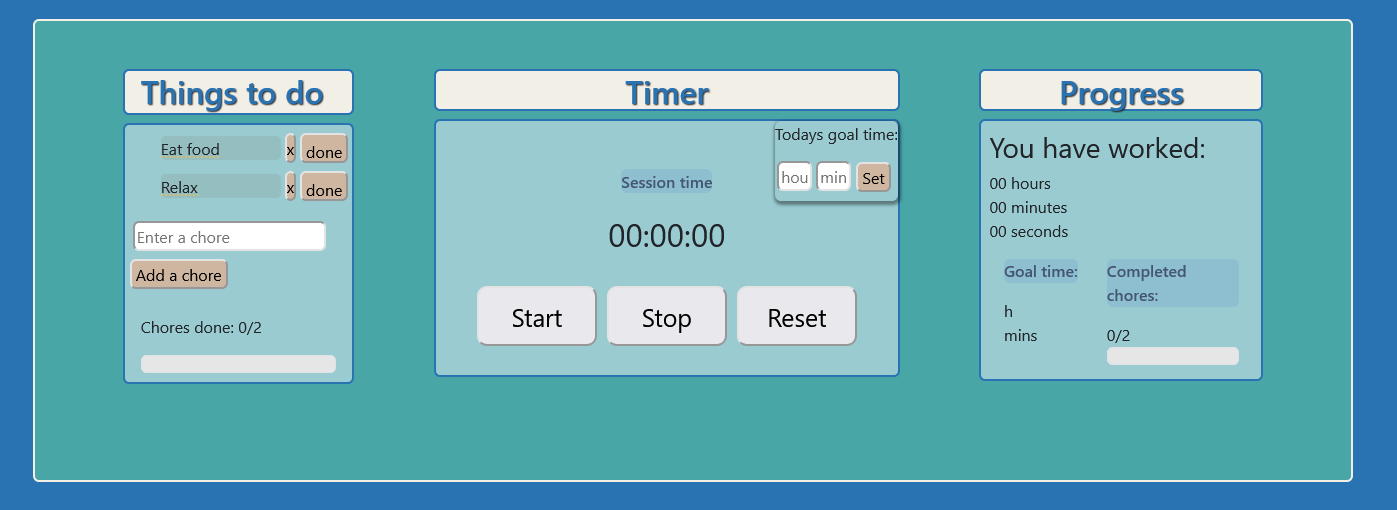 Things to do
Eat food x done
Relax x done
Enter a chore
Add a chore
Chores done: 0/2
Timer
Todays goal time:
hou min Set
Session time
00:00:00
Start Stop Reset
Progress
You have worked:
00 hours
00 minutes
00 seconds
Goal time:
h
mins
Completed
chores:
0/2